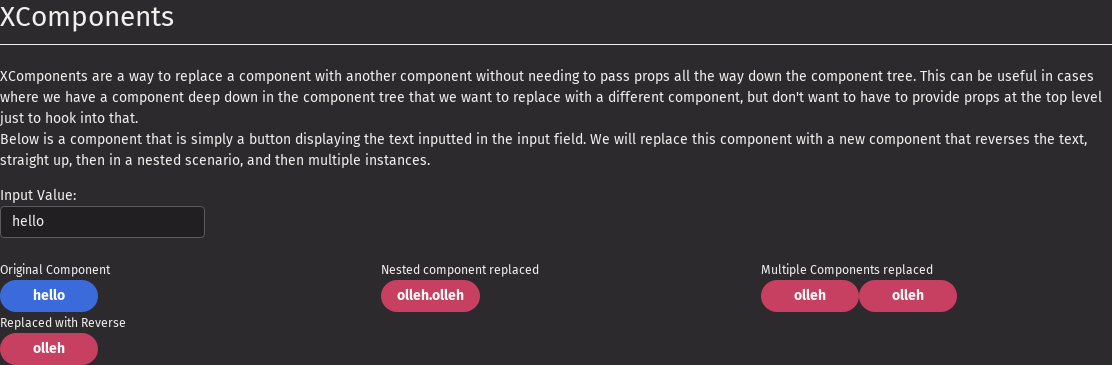 XComponents
XComponents are a way to replace a component with another component without needing to pass props all the way down the component tree. This can be useful in cases
where we have a component deep down in the component tree that we want to replace with a different component, but don't want to have to provide props at the top level
just to hook into that.
Below is a component that is simply a button displaying the text inputted in the input field. We will replace this component with a new component that reverses the text,
straight up, then in a nested scenario, and then multiple instances.
Input Value:
hello
Original Component
hello
Replaced with Reverse
olleh
Nested component replaced
olleh.olleh
Multiple Components replaced
olleh olleh